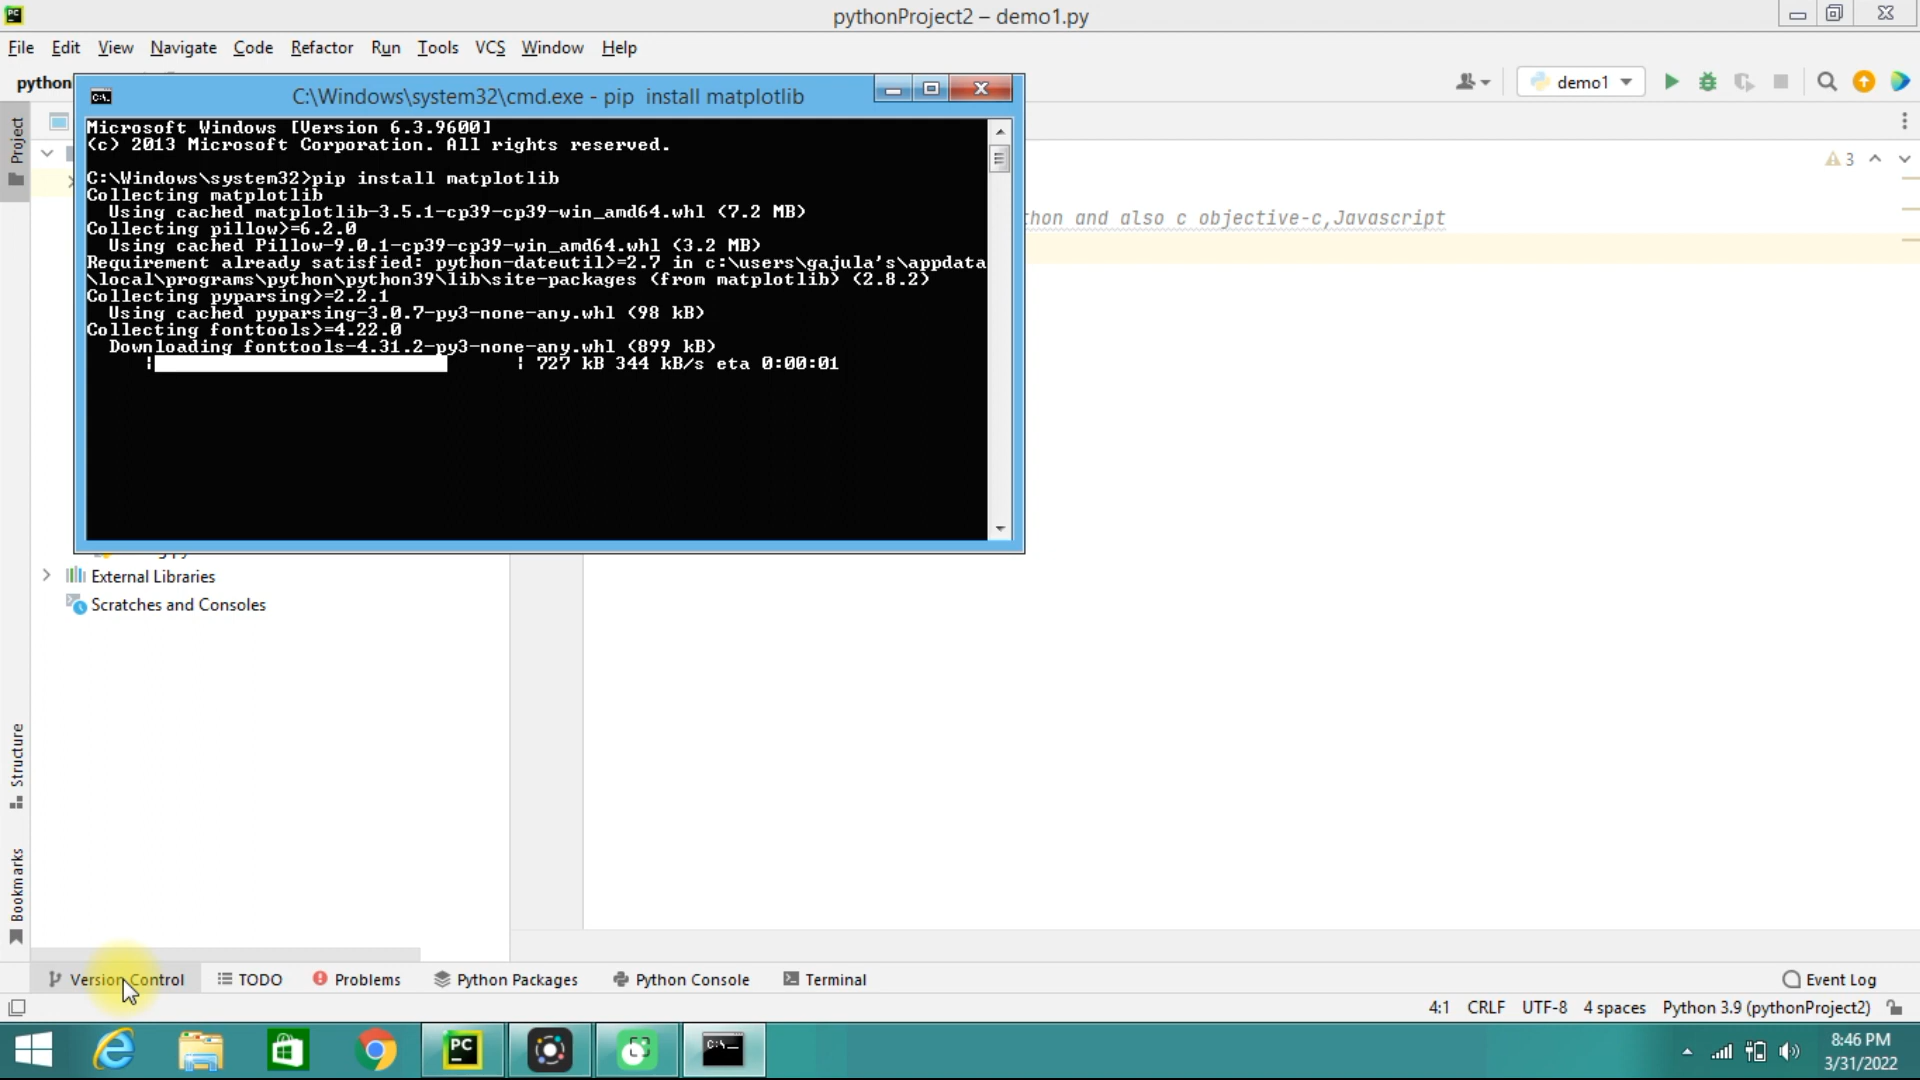 pythonProject2 – demo1.py
File Edit View Navigate Code Refactor Run Tools VCS Window Help
python
demo1
C:\Windows\system32\cmd.exe - pip  install matplotlib
Microsoft Windows [Version 6.3.9600]
(c) 2013 Microsoft Corporation. All rights reserved.
C:\Windows\system32>pip install matplotlib
Collecting matplotlib
Using cached matplotlib-3.5.1-cp39-cp39-win_amd64.whl (7.2 MB)
Collecting pillow>=6.2.0
Using cached Pillow-9.0.1-cp39-cp39-win_amd64.whl (3.2 MB)
Requirement already satisfied: python-dateutil>=2.7 in c:\users\gajula's\appdata
\local\programs\python\python39\lib\site-packages (from matplotlib) (2.8.2)
Collecting pyparsing>=2.2.1
Using cached pyparsing-3.0.7-py3-none-any.whl (98 kB)
Collecting fonttools>=4.22.0
Downloading fonttools-4.31.2-py3-none-any.whl (899 kB)
| | 727 kB 344 kB/s eta 0:00:01
3
thon and also c objective-c,Javascript
Project
External Libraries
Scratches and Consoles
Structure
Bookmarks
Version Control TODO Problems Python Packages Python Console Terminal Event Log
4:1 CRLF UTF-8 4 spaces Python 3.9 (pythonProject2)
8:46 PM
3/31/2022